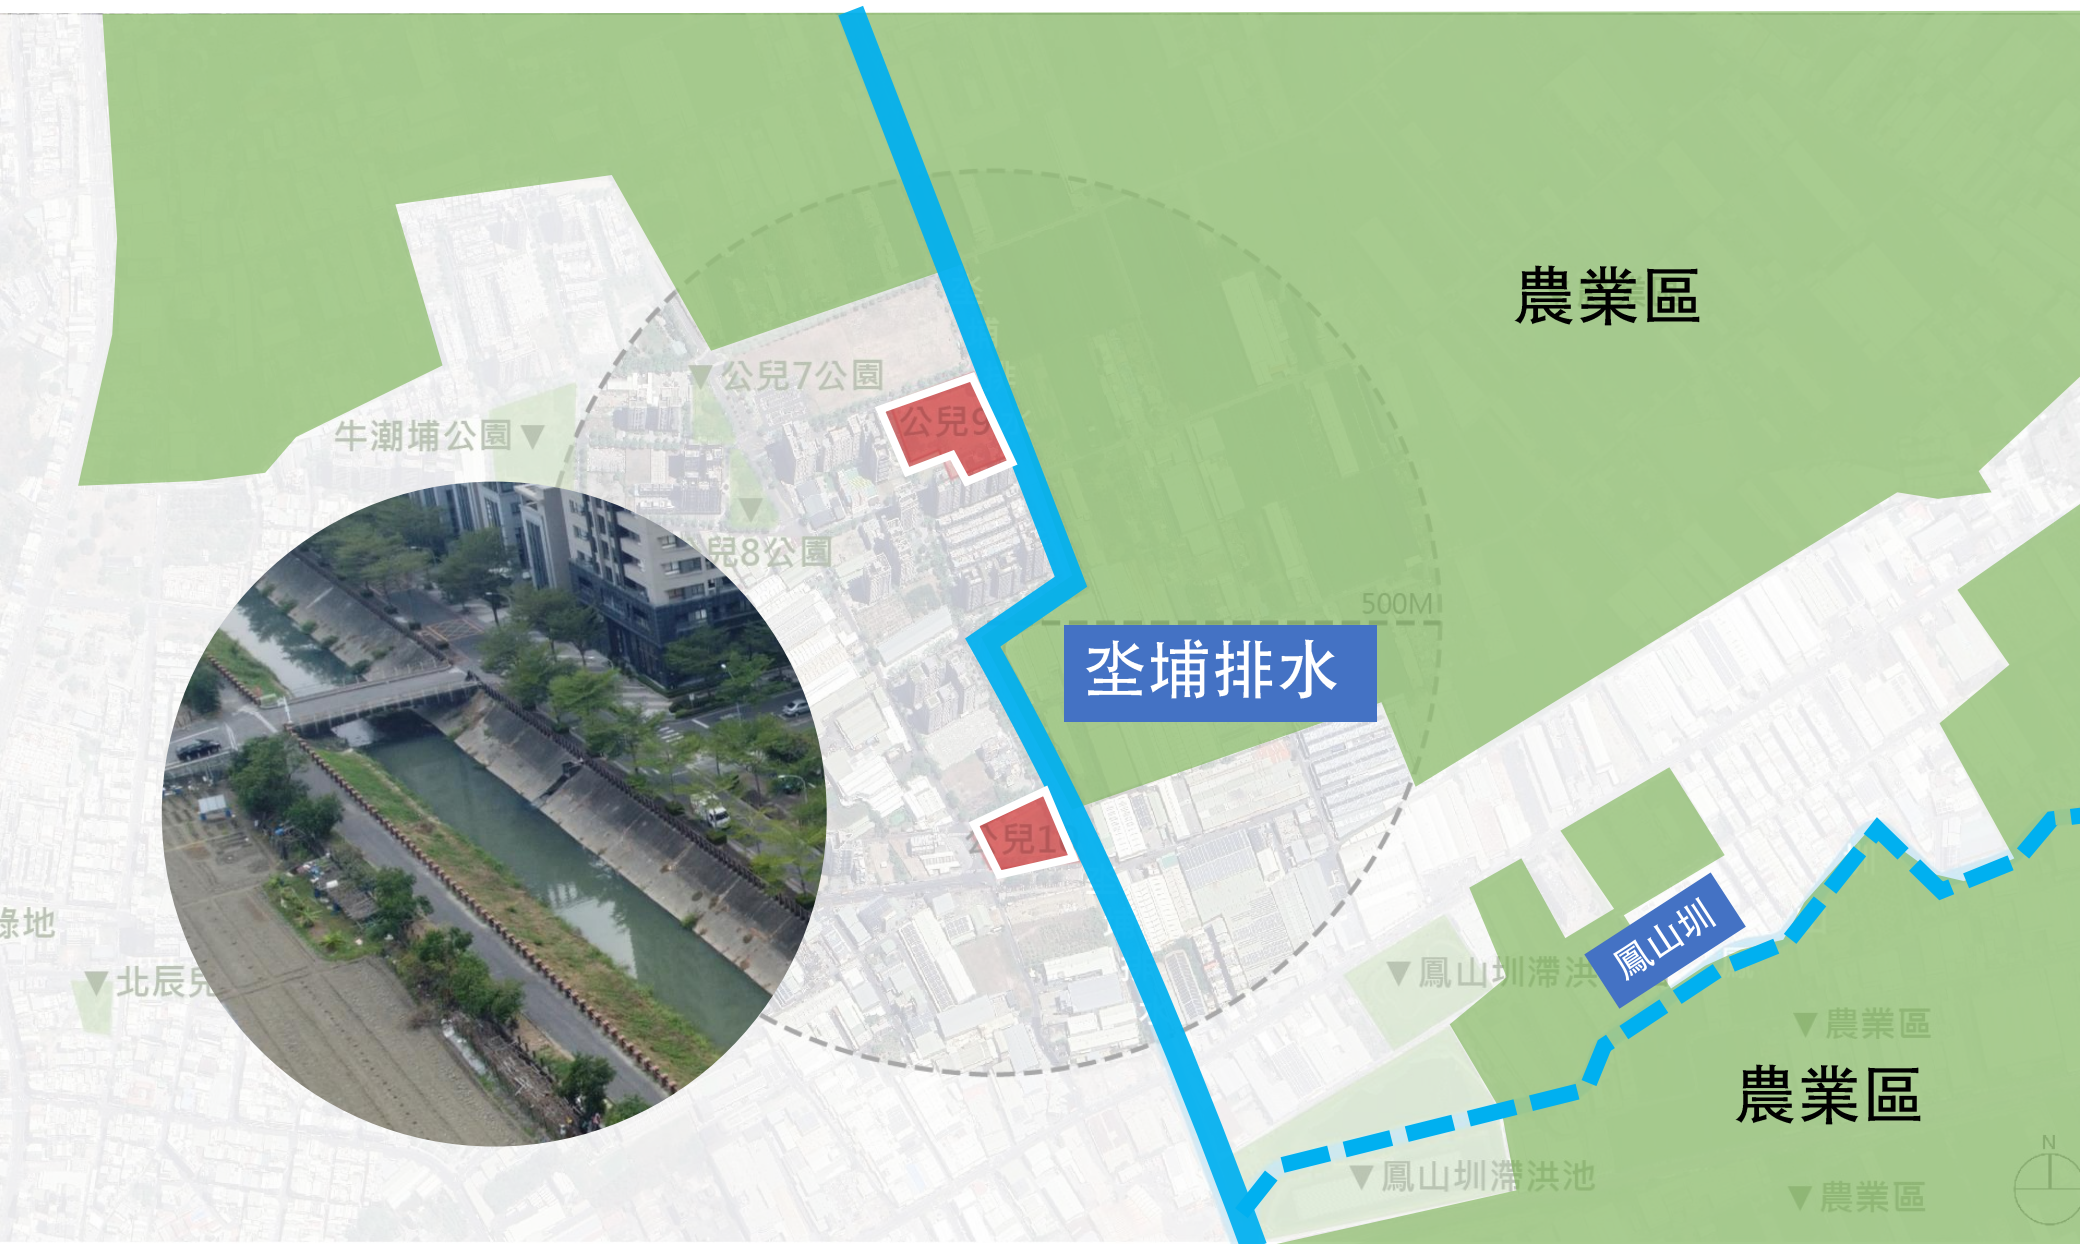 農業區
▼公兒7公園
公兒9
牛潮埔公園▼
▼
兒8公園
500M
坔埔排水
公兒1
鳳山圳
綠地
▼北辰兒
▼鳳山圳滯洪
▼農業區
農業區
N
▼鳳山圳滯洪池
▼農業區